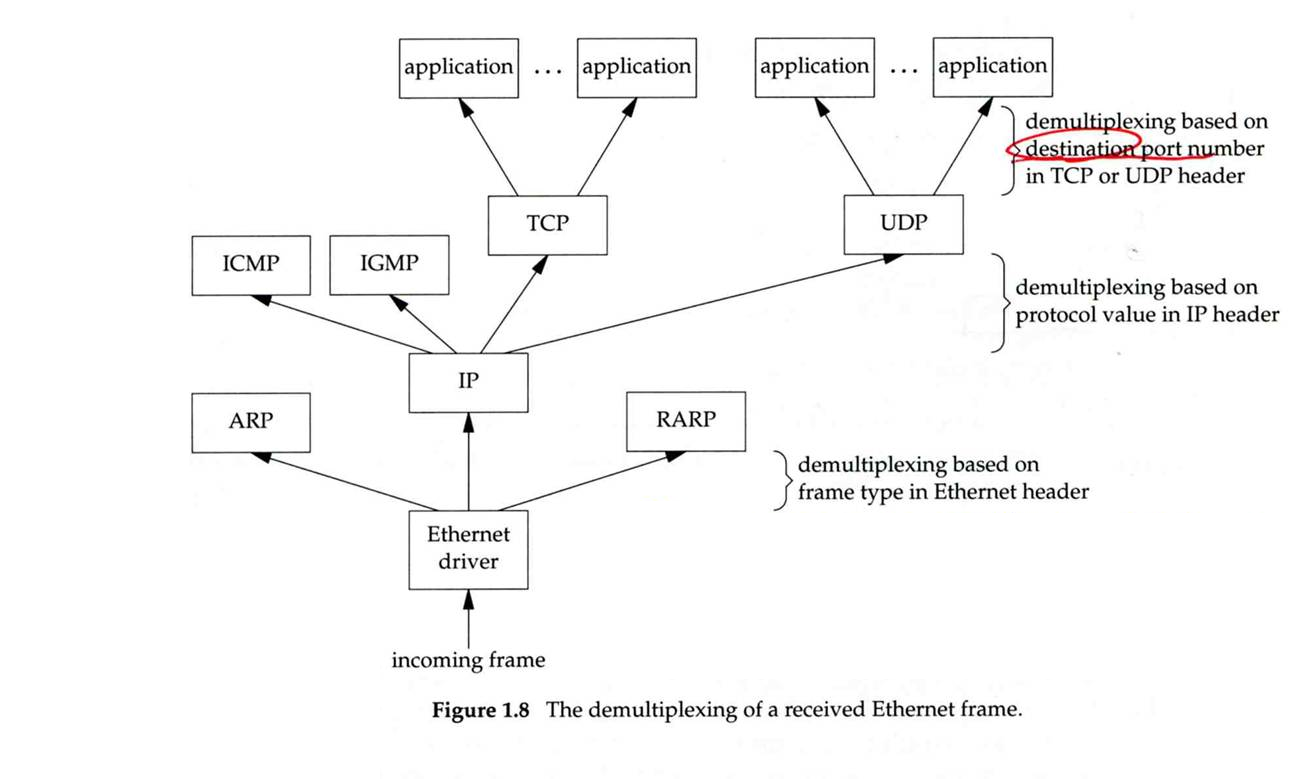 application ... application application ... application
demultiplexing based on
destination port number
in TCP or UDP header
TCP UDP
ICMP IGMP
demultiplexing based on
protocol value in IP header
IP
ARP RARP
demultiplexing based on
frame type in Ethernet header
Ethernet
driver
incoming frame
Figure 1.8 The demultiplexing of a received Ethernet frame.